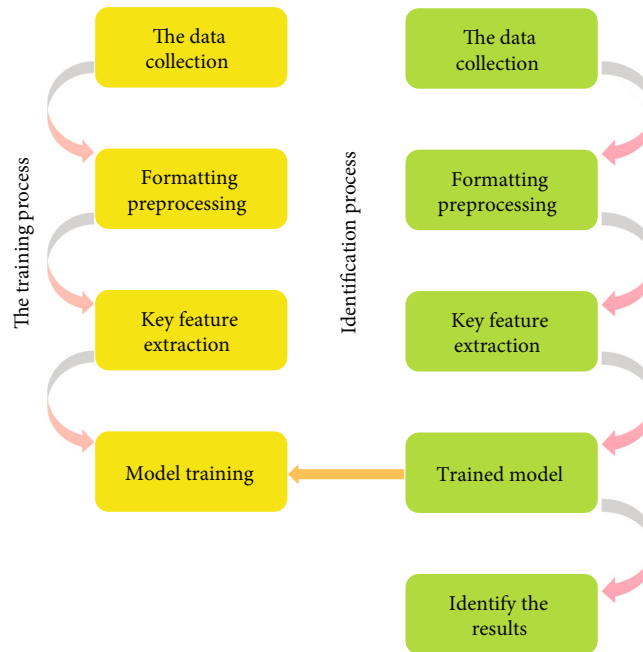 The training process
The data
collection
Formatting
preprocessing
Key feature
extraction
Model training
Identification process
The data
collection
Formatting
preprocessing
Key feature
extraction
Trained model
Identify the
results